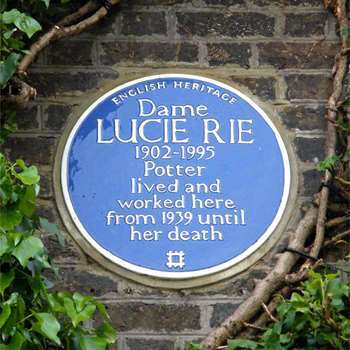 ENGLISH HERITAGE
Dame
LUCIE RIE
1902-1995
Potter
lived and
worked here
from 1939 until
her death